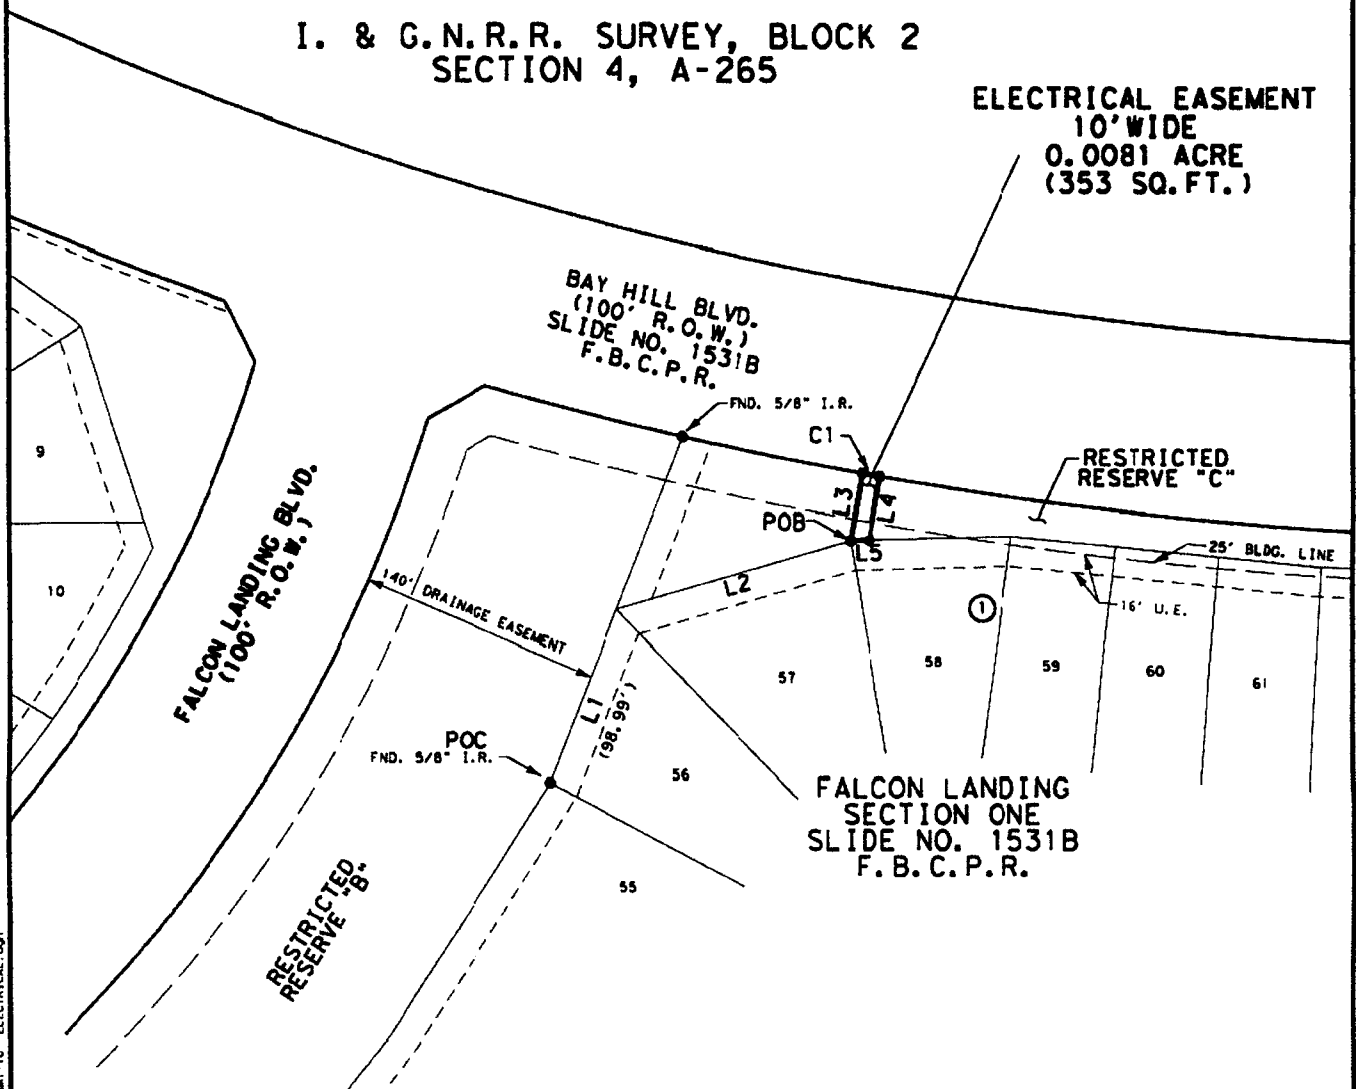 I. & G.N.R.R. SURVEY, BLOCK 2
SECTION 4, A-265
ELECTRICAL EASEMENT
10' WIDE
0.0081 ACRE
(353 SQ.FT.)
BAY HILL BLVD.
(100' R.O.W.)
SLIDE NO. 1531B
F.B.C.P.R.
FND. 5/8" I.R.
C1
RESTRICTED
RESERVE "C"
L3
L4
POB
L5
25' BLDG. LINE
L2
16' U.E.
1
9
10
FALCON LANDING BLVD.
(100' R.O.W.)
140' DRAINAGE EASEMENT
57
58
59
60
61
L1
(98.99')
POC
FND. 5/8" I.R.
56
FALCON LANDING
SECTION ONE
SLIDE NO. 1531B
F.B.C.P.R.
55
RESTRICTED
RESERVE "B"